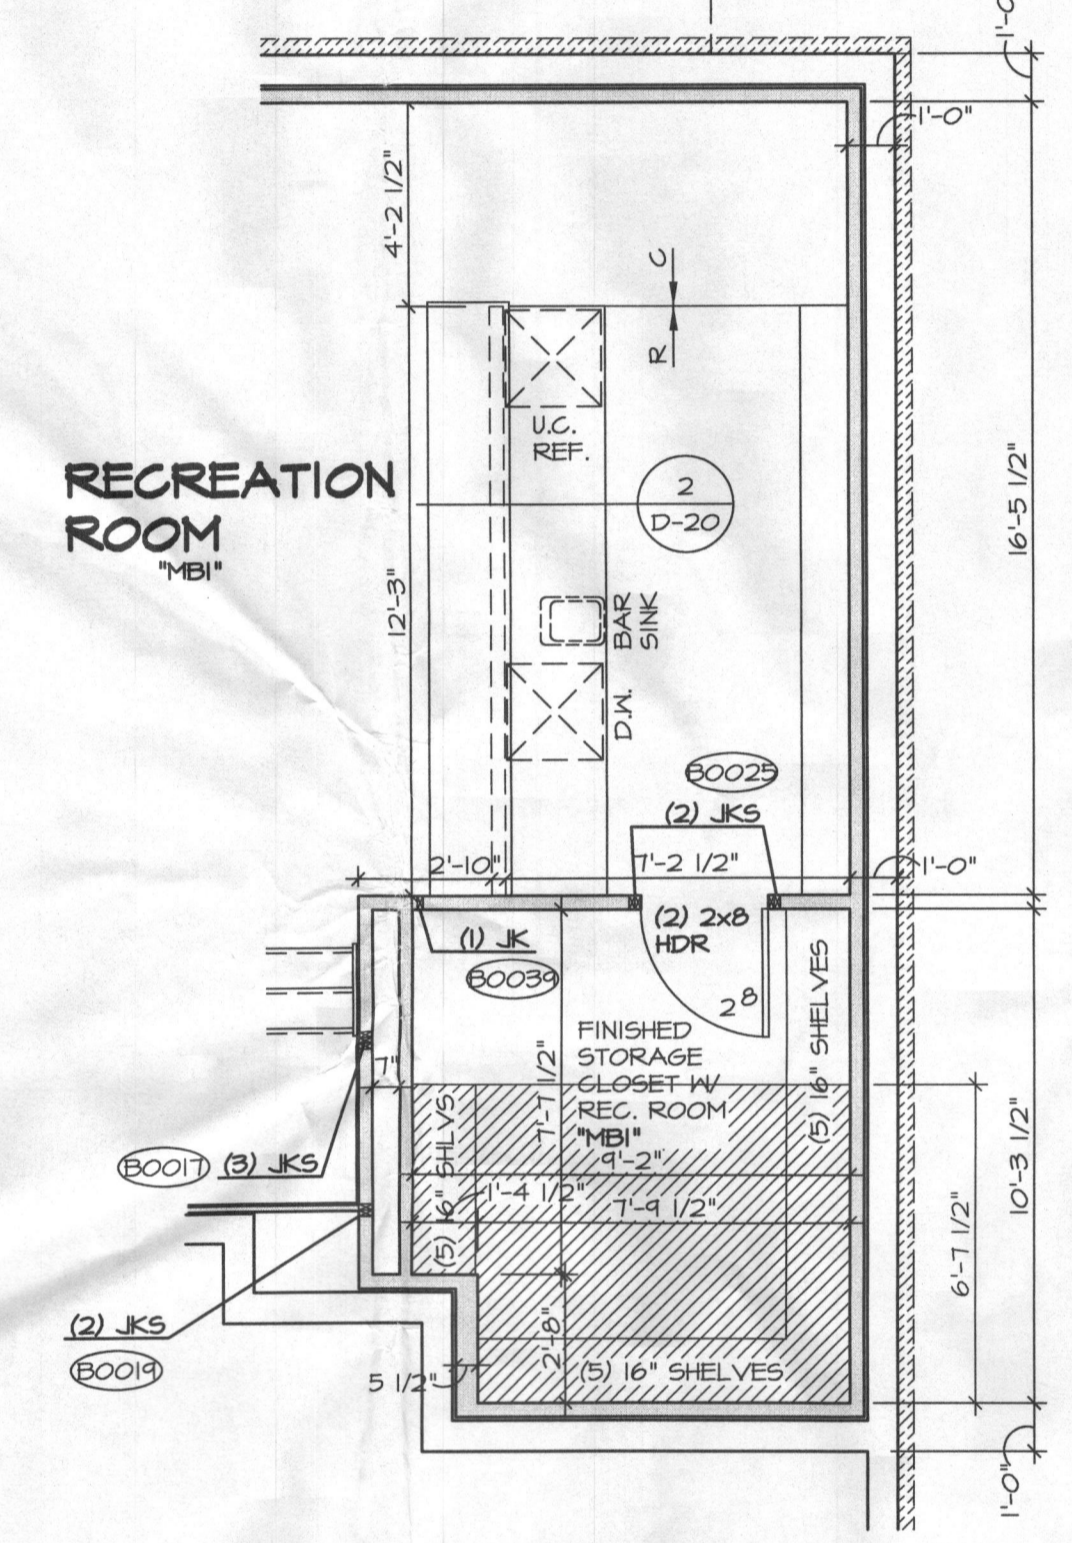 1'-0"
1'-0"
4'-2 1/2"
C
R
U.C.
REF.
RECREATION
ROOM
"MB1"
2
D-20
16'-5 1/2"
12'-3"
BAR
SINK
D.W.
B0025
(2) JKS
2'-10"
7'-2 1/2"
1'-0"
(1) JK
B0039
(2) 2x8
HDR
2 8
(5) 16" SHELVES
7"
7'-7 1/2"
FINISHED
STORAGE
CLOSET W/
REC. ROOM
"MB1"
9'-2"
B0017
(3) JKS
(5) 16" SHLVS.
1'-4 1/2"
7'-9 1/2"
10'-3 1/2"
6'-7 1/2"
(2) JKS
B0019
5 1/2"
2'-8"
(5) 16" SHELVES
1'-0"